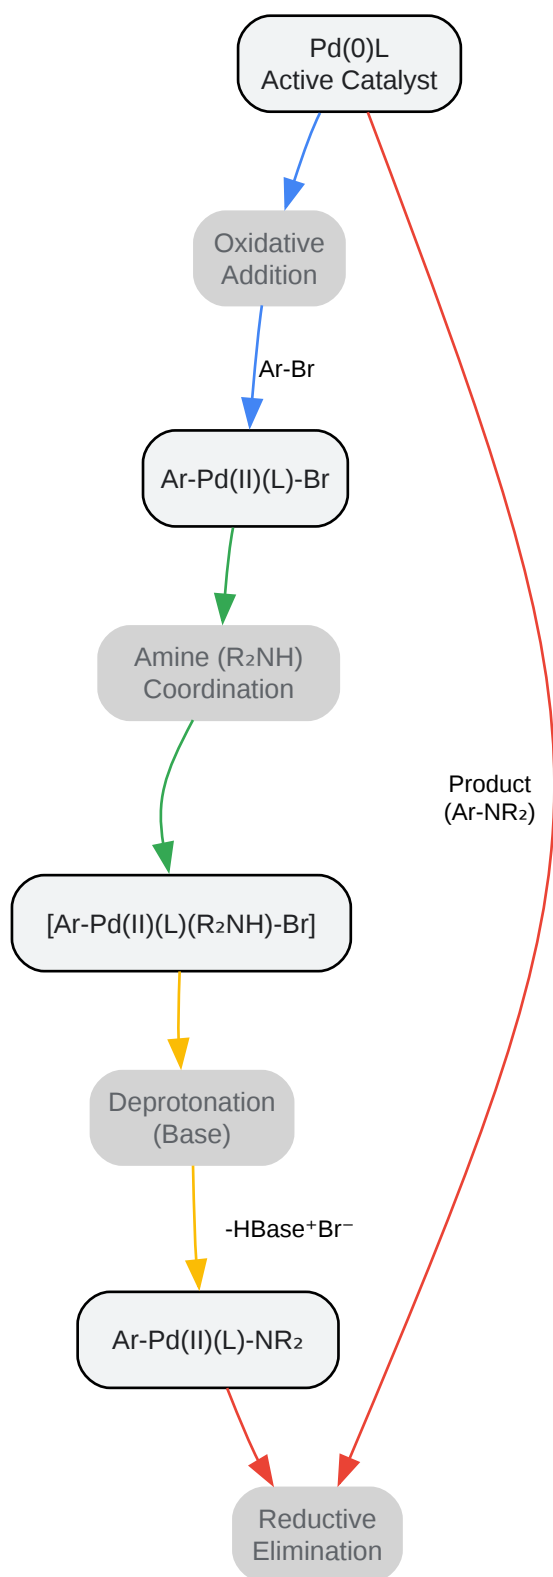 Pd(0)L
Active Catalyst
Oxidative
Addition
Ar-Br
Ar-Pd(II)(L)-Br
Amine (R₂NH)
Coordination
Product
(Ar-NR₂)
[Ar-Pd(II)(L)(R₂NH)-Br]
Deprotonation
(Base)
-HBase⁺Br⁻
Ar-Pd(II)(L)-NR₂
Reductive
Elimination